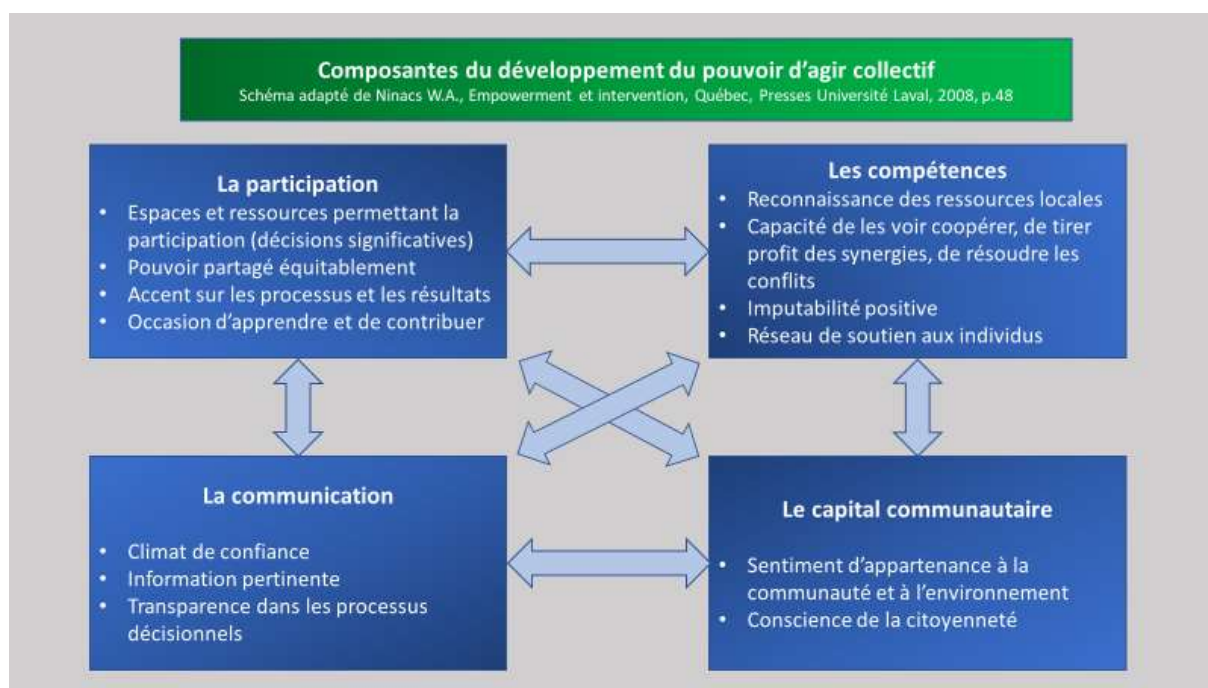 Composantes du développement du pouvoir d'agir collectif
Schéma adapté de Ninacs W.A., Empowerment et intervention, Québec, Presses Université Laval, 2008, p.48
La participation
• Espaces et ressources permettant la
participation (décisions significatives)
• Pouvoir partagé équitablement
• Accent sur les processus et les résultats
• Occasion d'apprendre et de contribuer
Les compétences
• Reconnaissance des ressources locales
• Capacité de les voir coopérer, de tirer
profit des synergies, de résoudre les
conflits
• Imputabilité positive
• Réseau de soutien aux individus
La communication
• Climat de confiance
• Information pertinente
• Transparence dans les processus
décisionnels
Le capital communautaire
• Sentiment d'appartenance à la
communauté et à l'environnement
• Conscience de la citoyenneté